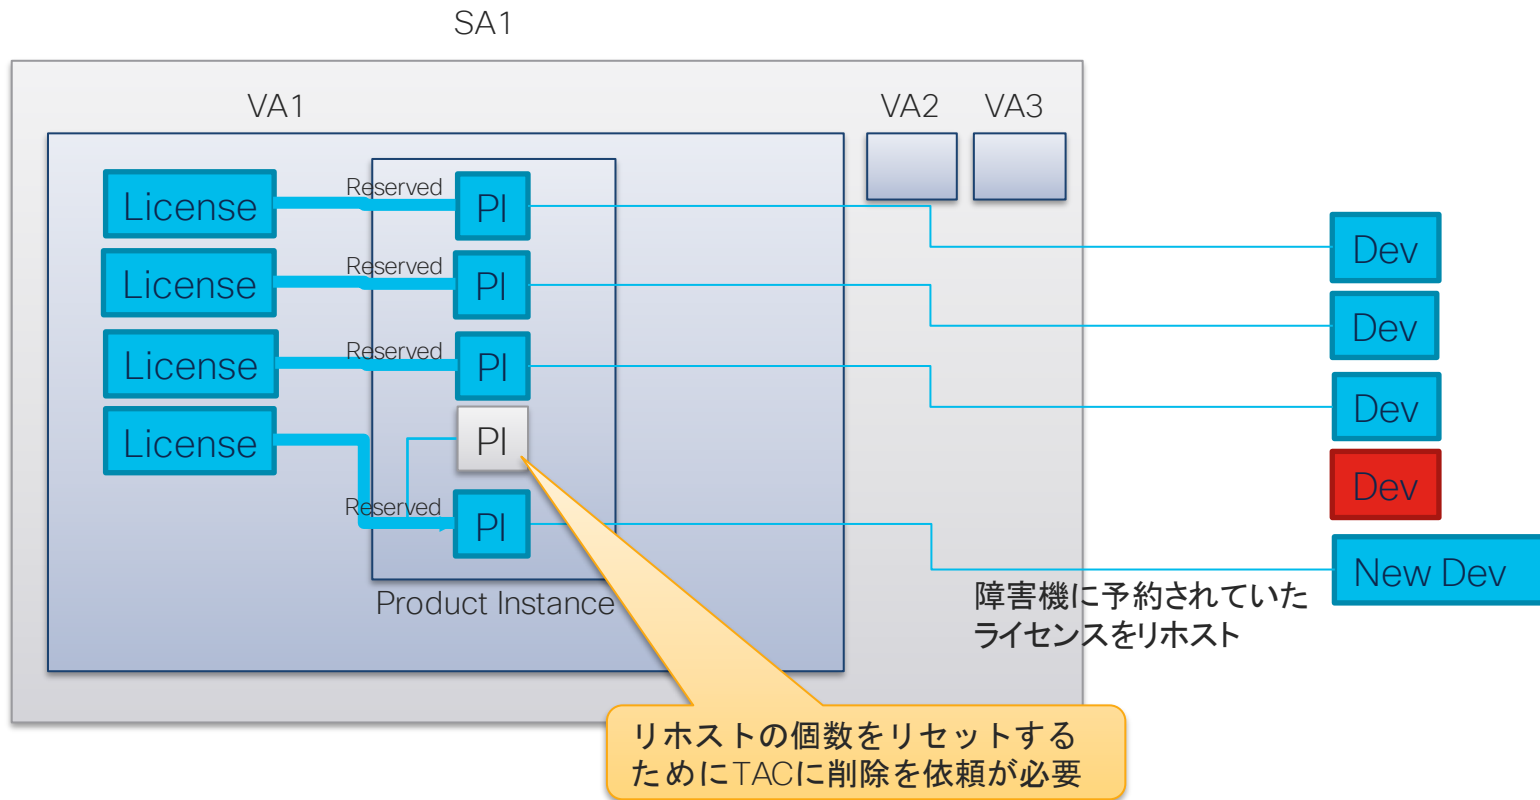 SA1
VA1
VA2
VA3
License
Reserved
PI
Dev
License
Reserved
PI
Dev
License
Reserved
PI
Dev
License
PI
Dev
Reserved
PI
New Dev
Product Instance
障害機に予約されていた
ライセンスをリホスト
リホストの個数をリセットする
ためにTACに削除を依頼が必要